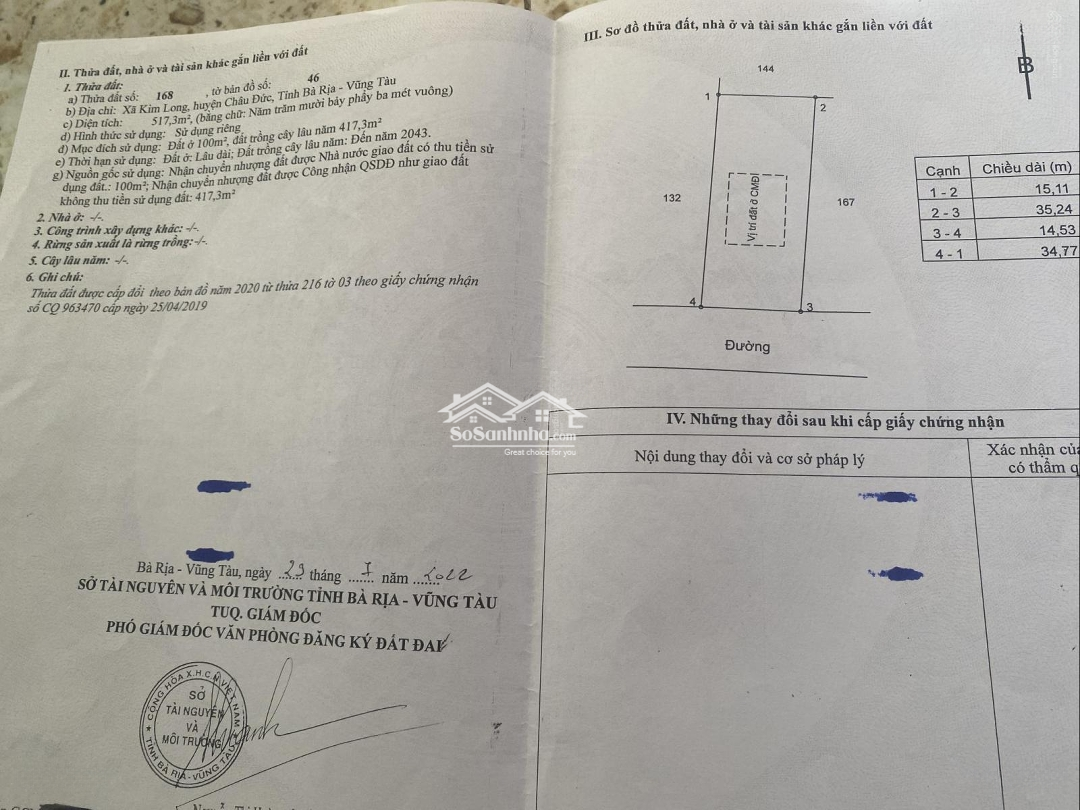 II. Thửa đất, nhà ở và tài sản khác gắn liền với đất
1. Thửa đất:
a) Thửa đất số: 168 , tờ bản đồ số: 46
b) Địa chỉ: Xã Kim Long, huyện Châu Đức, Tỉnh Bà Rịa - Vũng Tàu
c) Diện tích: 517,3m², (bằng chữ: Năm trăm mười bảy phẩy ba mét vuông)
d) Hình thức sử dụng: Sử dụng riêng
đ) Mục đích sử dụng: Đất ở 100m², đất trồng cây lâu năm 417,3m²
e) Thời hạn sử dụng: Đất ở: Lâu dài; Đất trồng cây lâu năm: Đến năm 2043.
g) Nguồn gốc sử dụng: Nhận chuyển nhượng đất được Nhà nước giao đất có thu tiền sử
dụng đất.: 100m²; Nhận chuyển nhượng đất được Công nhận QSDĐ như giao đất
không thu tiền sử dụng đất: 417,3m²
2. Nhà ở: -/-.
3. Công trình xây dựng khác: -/-.
4. Rừng sản xuất là rừng trồng: -/-.
5. Cây lâu năm: -/-.
6. Ghi chú:
Thửa đất được cấp đổi theo bản đồ năm 2020 từ thửa 216 tờ 03 theo giấy chứng nhận
số CQ 963470 cấp ngày 25/04/2019
Bà Rịa - Vũng Tàu, ngày 29 tháng 7 năm 2022
SỞ TÀI NGUYÊN VÀ MÔI TRƯỜNG TỈNH BÀ RỊA - VŨNG TÀU
TUQ. GIÁM ĐỐC
PHÓ GIÁM ĐỐC VĂN PHÒNG ĐĂNG KÝ ĐẤT ĐAI
CỘNG HÒA X.H.C.N VIỆT NAM
SỞ
TÀI NGUYÊN
VÀ
MÔI TRƯỜNG
TỈNH BÀ RỊA - VŨNG TÀU
III. Sơ đồ thửa đất, nhà ở và tài sản khác gắn liền với đất
B
144
1
2
132
Vị trí đất ở CMĐ
167
4
3
Đường
Cạnh Chiều dài (m)
1 - 2 15,11
2 - 3 35,24
3 - 4 14,53
4 - 1 34,77
IV. Những thay đổi sau khi cấp giấy chứng nhận
Nội dung thay đổi và cơ sở pháp lý
Xác nhận của
có thẩm q
SoSanhnha.com
Great choice for you